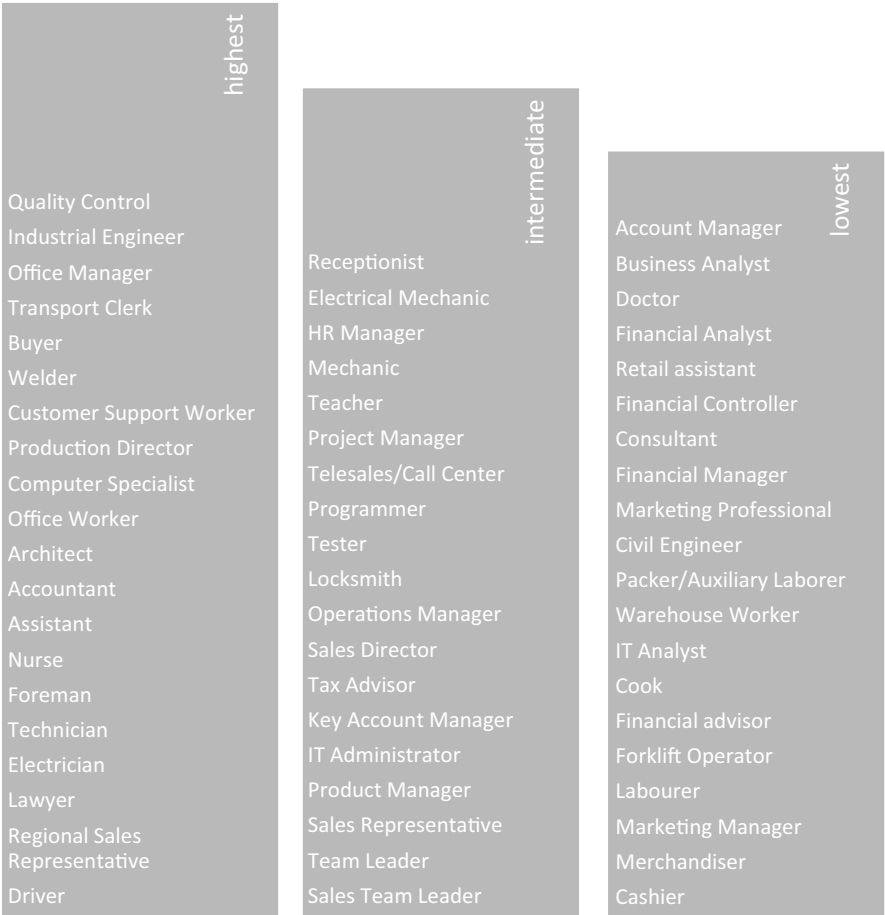 highest
Quality Control
Industrial Engineer
Office Manager
Transport Clerk
Buyer
Welder
Customer Support Worker
Production Director
Computer Specialist
Office Worker
Architect
Accountant
Assistant
Nurse
Foreman
Technician
Electrician
Lawyer
Regional Sales
Representative
Driver
intermediate
Receptionist
Electrical Mechanic
HR Manager
Mechanic
Teacher
Project Manager
Telesales/Call Center
Programmer
Tester
Locksmith
Operations Manager
Sales Director
Tax Advisor
Key Account Manager
IT Administrator
Product Manager
Sales Representative
Team Leader
Sales Team Leader
lowest
Account Manager
Business Analyst
Doctor
Financial Analyst
Retail assistant
Financial Controller
Consultant
Financial Manager
Marketing Professional
Civil Engineer
Packer/Auxiliary Laborer
Warehouse Worker
IT Analyst
Cook
Financial advisor
Forklift Operator
Labourer
Marketing Manager
Merchandiser
Cashier